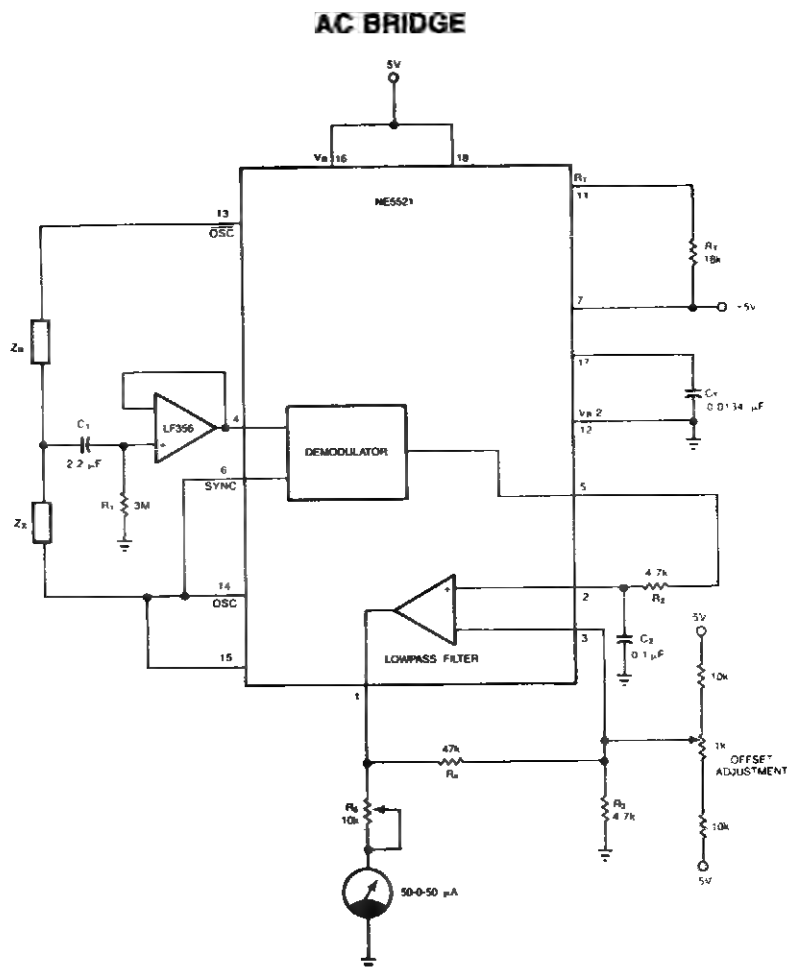 AC BRIDGE
5V
VB 16
18
NE5521
RT
11
13
OSC
RT
18k
7
-5V
ZR
17
CT
0.0134 µF
C1
LF356
4
VR 2
12
2.2 µF
+
DEMODULATOR
6
SYNC
5
R1
3M
ZX
14
OSC
4.7k
R2
+
2
5V
C2
0.1 µF
3
15
LOWPASS FILTER
10k
1
1k
47k
OFFSET
ADJUSTMENT
R4
R5
10k
R3
4.7k
10k
50-0-50 µA
5V